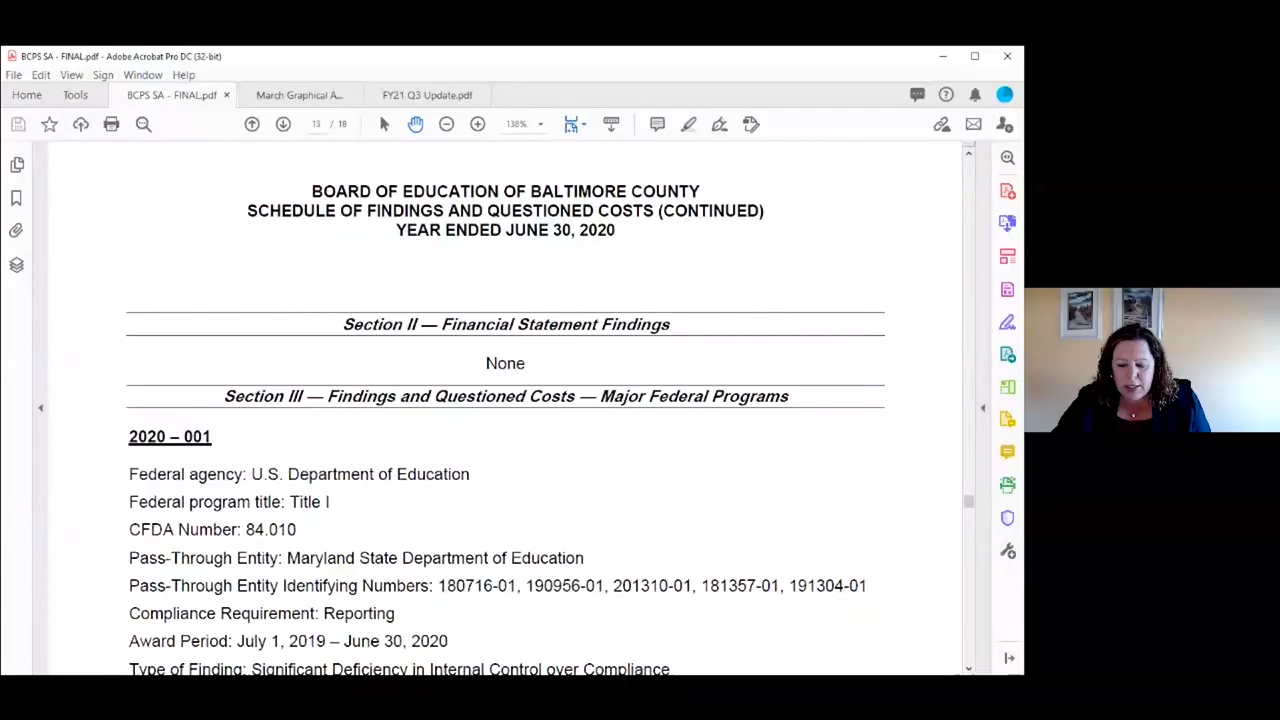 BCPS SA - FINAL.pdf - Adobe Acrobat Pro DC (32-bit)
File Edit View Sign Window Help
Home Tools BCPS SA - FINAL.pdf × March Graphical A... FY21 Q3 Update.pdf
13 / 18 138%
BOARD OF EDUCATION OF BALTIMORE COUNTY
SCHEDULE OF FINDINGS AND QUESTIONED COSTS (CONTINUED)
YEAR ENDED JUNE 30, 2020
Section II — Financial Statement Findings
None
Section III — Findings and Questioned Costs — Major Federal Programs
2020 – 001
Federal agency: U.S. Department of Education
Federal program title: Title I
CFDA Number: 84.010
Pass-Through Entity: Maryland State Department of Education
Pass-Through Entity Identifying Numbers: 180716-01, 190956-01, 201310-01, 181357-01, 191304-01
Compliance Requirement: Reporting
Award Period: July 1, 2019 – June 30, 2020
Type of Finding: Significant Deficiency in Internal Control over Compliance